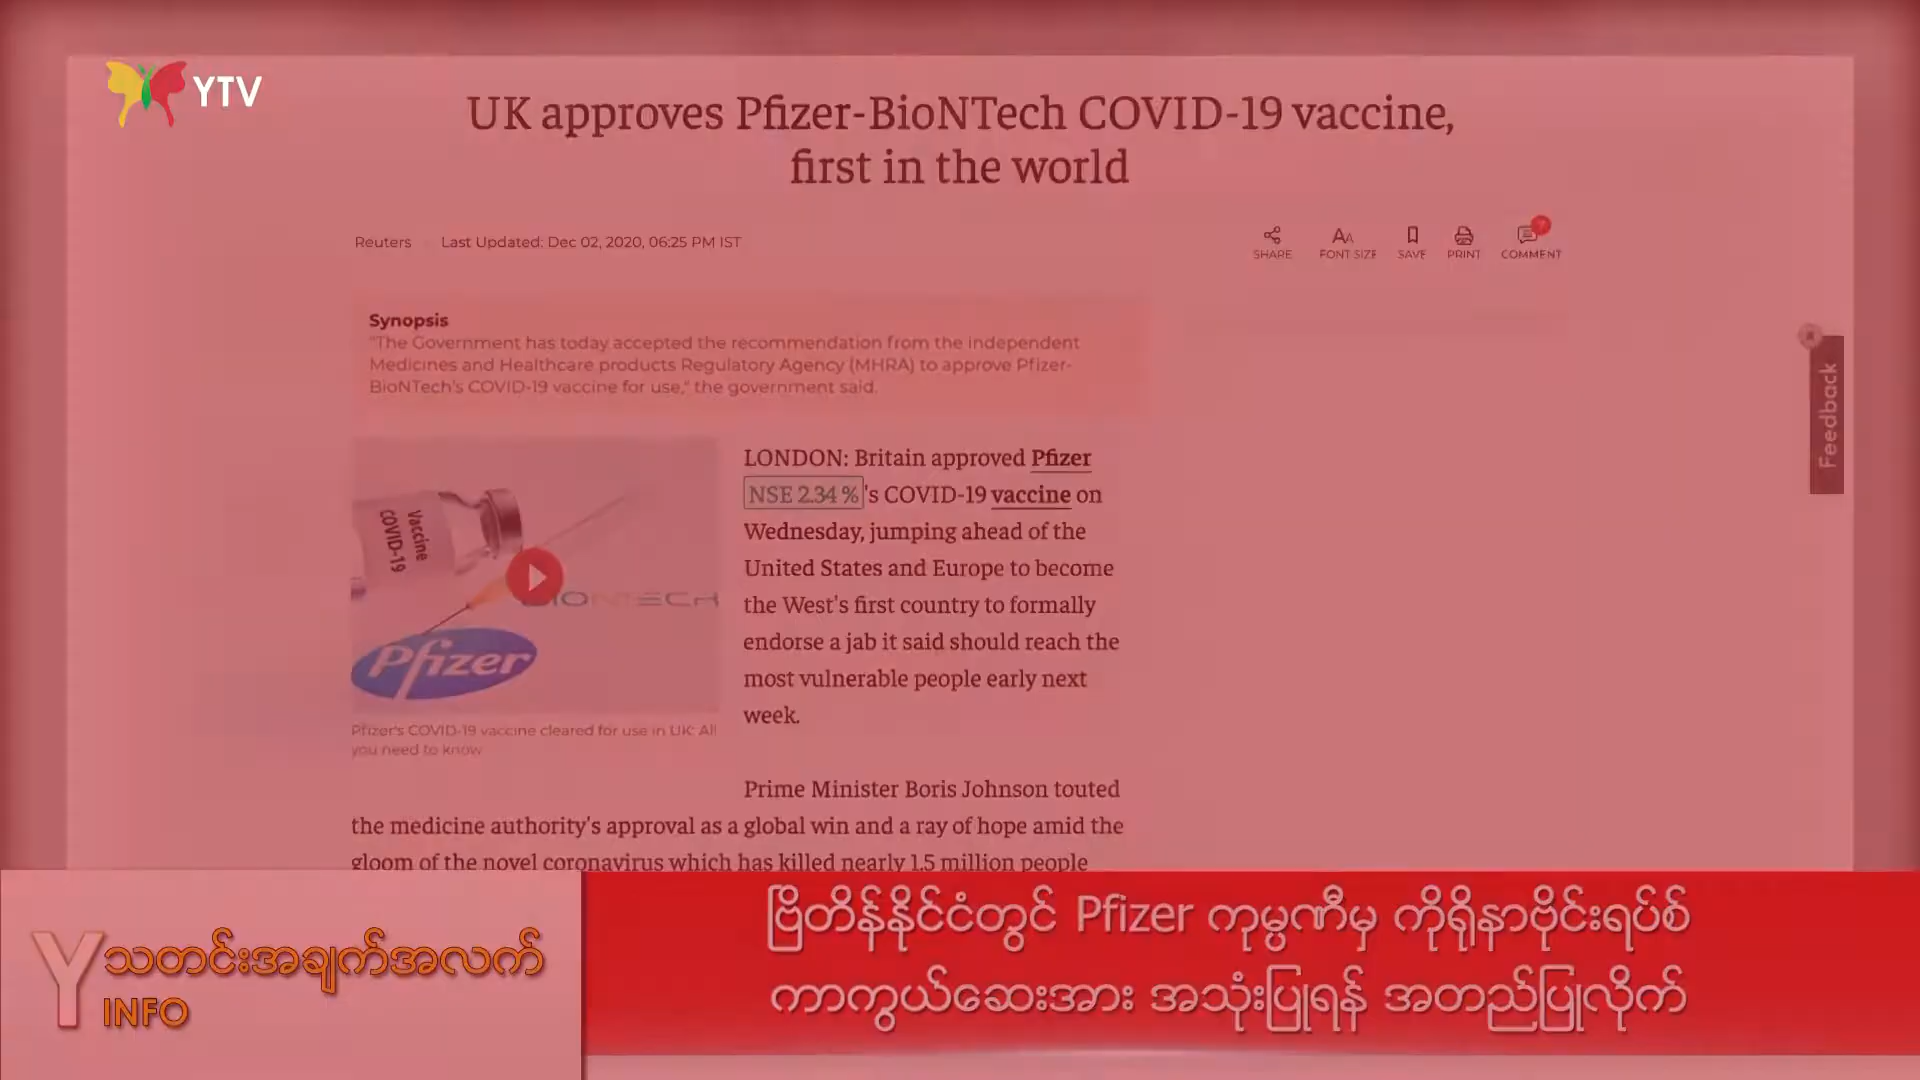 YTV
UK approves Pfizer-BioNTech COVID-19 vaccine,
first in the world
Reuters Last Updated: Dec 02, 2020, 06:25 PM IST
SHARE FONT SIZE SAVE PRINT COMMENT
Synopsis
"The Government has today accepted the recommendation from the independent
Medicines and Healthcare products Regulatory Agency (MHRA) to approve Pfizer-
BioNTech's COVID-19 vaccine for use," the government said.
Feedback
Vaccine
COVID-19
BIONTECH
Pfizer
Pfizer's COVID-19 vaccine cleared for use in UK: All
you need to know
LONDON: Britain approved Pfizer
NSE 2.34 % 's COVID-19 vaccine on
Wednesday, jumping ahead of the
United States and Europe to become
the West's first country to formally
endorse a jab it said should reach the
most vulnerable people early next
week.
Prime Minister Boris Johnson touted
the medicine authority's approval as a global win and a ray of hope amid the
gloom of the novel coronavirus which has killed nearly 1.5 million people
Y သတင်းအချက်အလက်
INFO
ဗြိတိန်နိုင်ငံတွင် Pfizer ကုမ္ပဏီမှ ကိုရိုနာဗိုင်းရပ်စ်
ကာကွယ်ဆေးအား အသုံးပြုရန် အတည်ပြုလိုက်